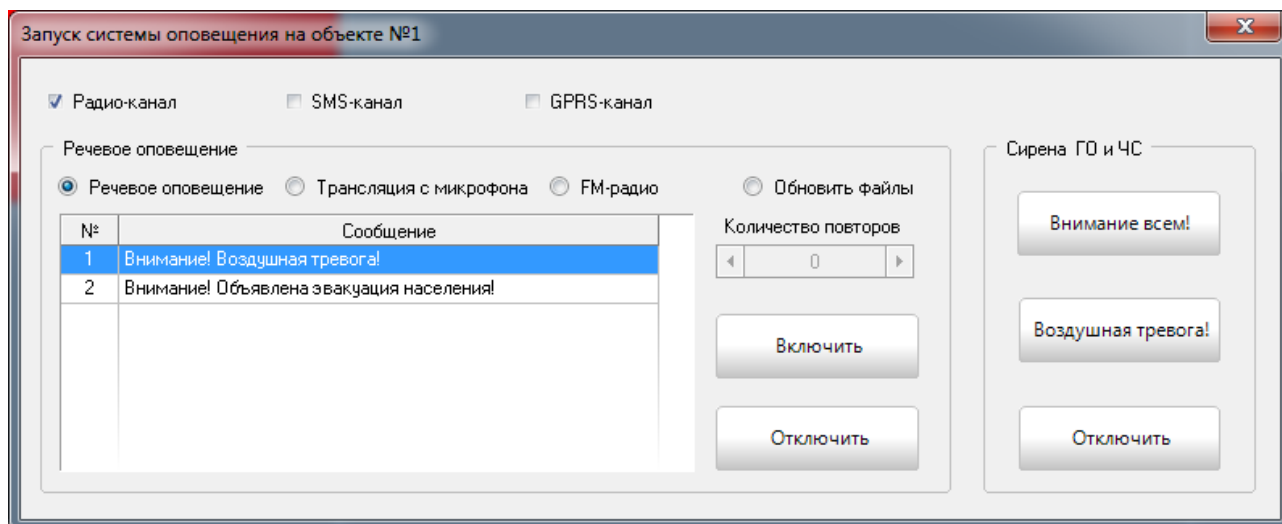 Запуск системы оповещения на объекте №1
Радио-канал SMS-канал GPRS-канал
Речевое оповещение
Речевое оповещение Трансляция с микрофона FM-радио Обновить файлы
№ Сообщение
1 Внимание! Воздушная тревога!
2 Внимание! Объявлена эвакуация населения!
Количество повторов
0
Включить
Отключить
Сирена ГО и ЧС
Внимание всем!
Воздушная тревога!
Отключить